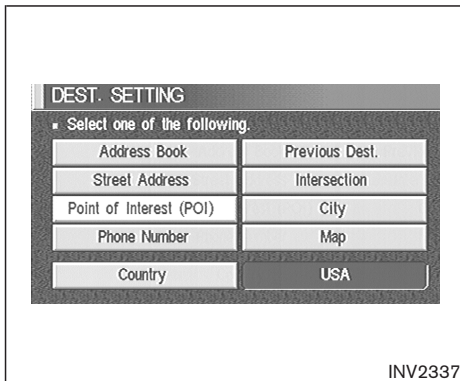 DEST. SETTING
▪ Select one of the following.
Address Book
Previous Dest.
Street Address
Intersection
Point of Interest (POI)
City
Phone Number
Map
Country
USA
INV2337